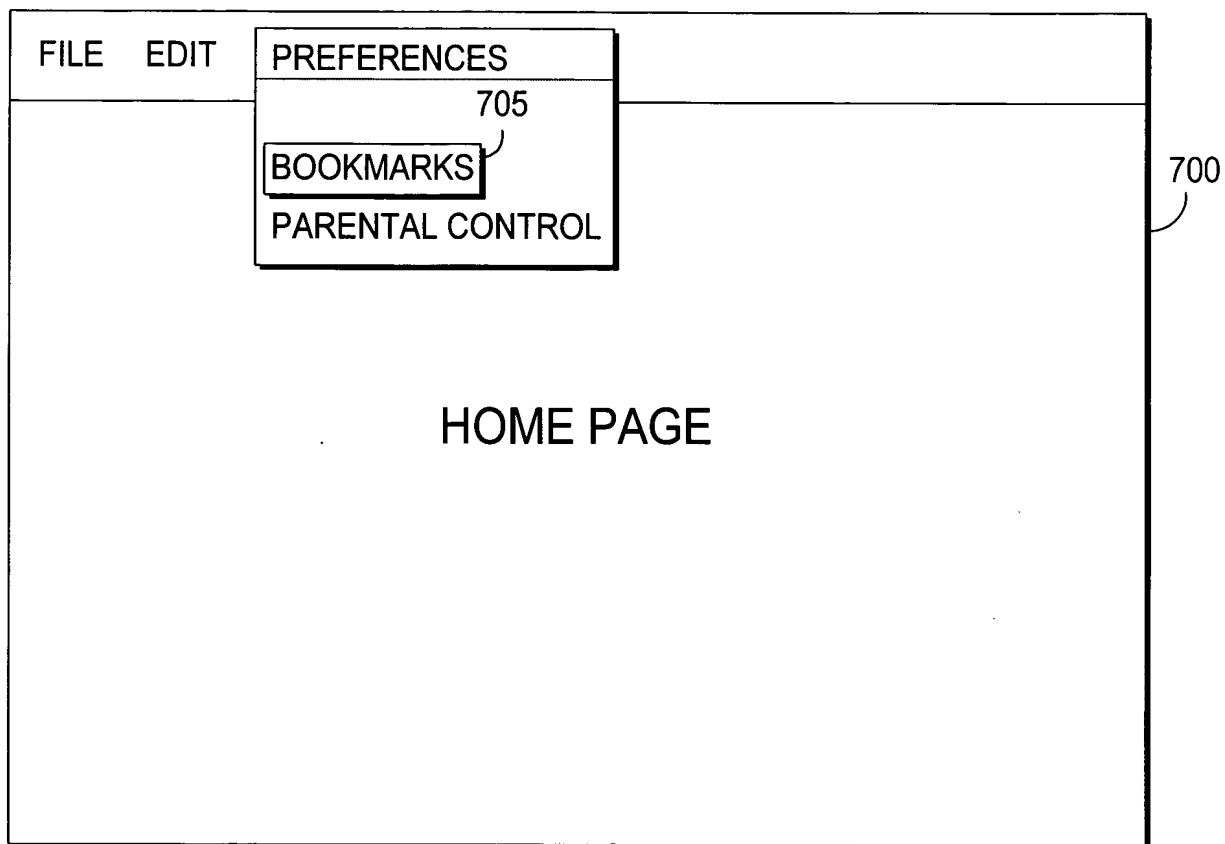 FILE EDIT PREFERENCES
705
BOOKMARKS
700
PARENTAL CONTROL
HOME PAGE